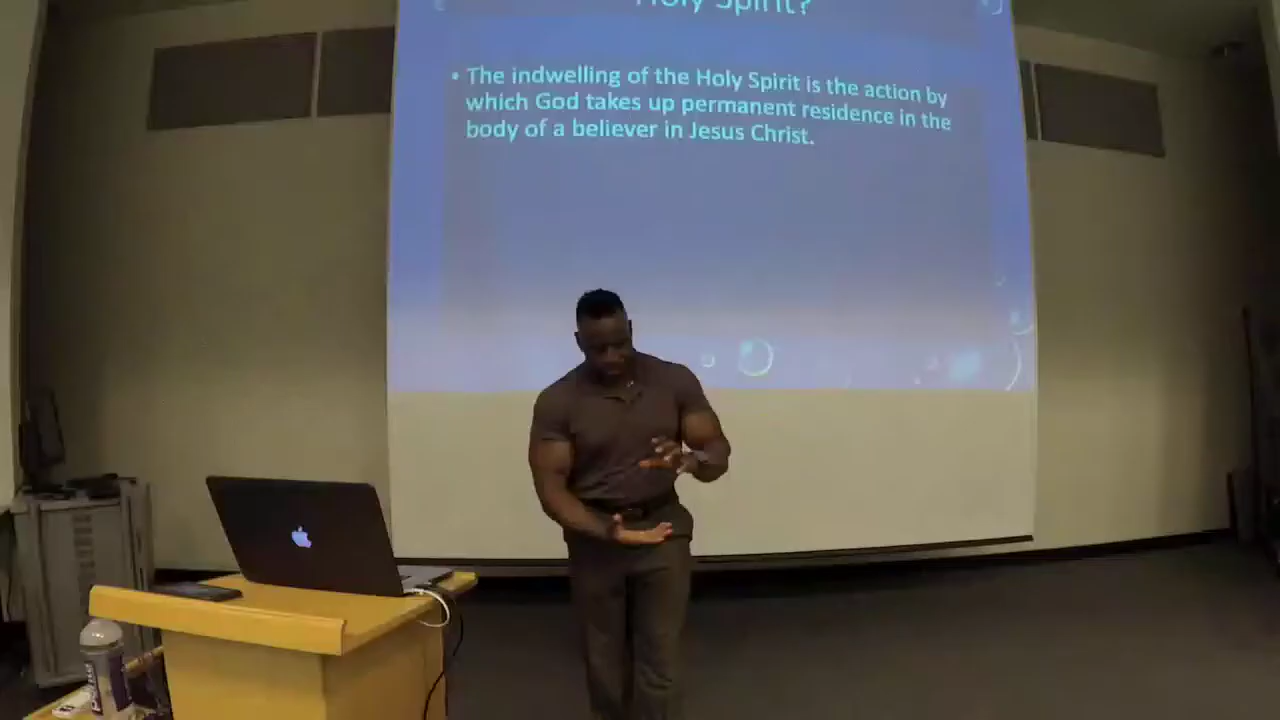 Holy Spirit?
• The indwelling of the Holy Spirit is the action by
which God takes up permanent residence in the
body of a believer in Jesus Christ.